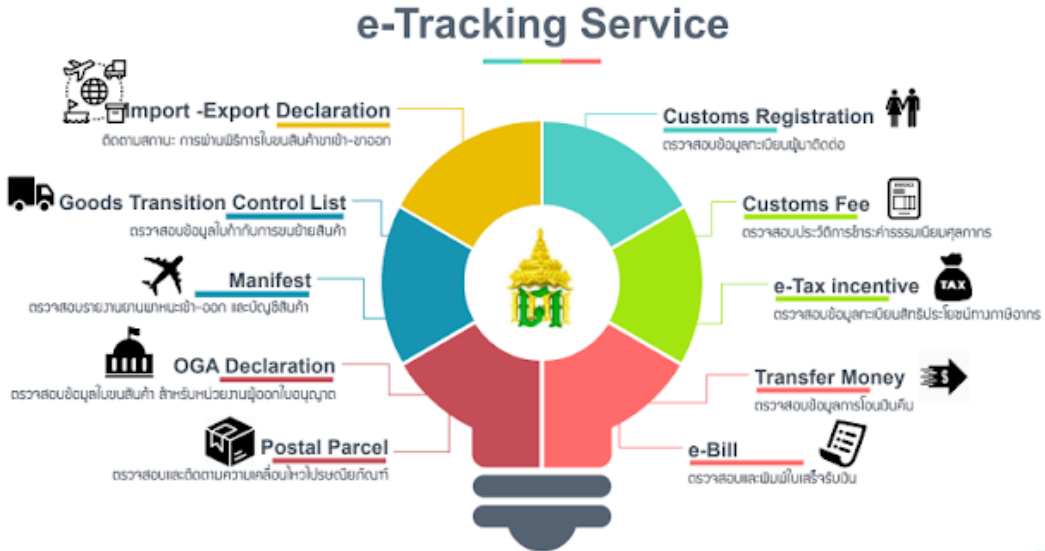 e-Tracking Service
Import -Export Declaration
ติดตามสถานะ การผ่านพิธีการใบขนสินค้าขาเข้า-ขาออก
Goods Transition Control List
ตรวจสอบข้อมูลใบกำกับการขนย้ายสินค้า
Manifest
ตรวจสอบรายงานยานพาหนะเข้า-ออก และบัญชีสินค้า
OGA Declaration
ตรวจสอบข้อมูลใบขนสินค้า สำหรับหน่วยงานผู้ออกใบอนุญาต
Postal Parcel
ตรวจสอบและติดตามความเคลื่อนไหวไปรษณียภัณฑ์
Customs Registration
ตรวจสอบข้อมูลทะเบียนผู้มาติดต่อ
INVOICE
Customs Fee
ตรวจสอบประวัติการชำระค่าธรรมเนียมศุลกากร
TAX
e-Tax incentive
ตรวจสอบข้อมูลทะเบียนสิทธิประโยชน์ทางภาษีอากร
$
Transfer Money
ตรวจสอบข้อมูลการโอนเงินคืน
e-Bill
ตรวจสอบและพิมพ์ใบเสร็จรับเงิน